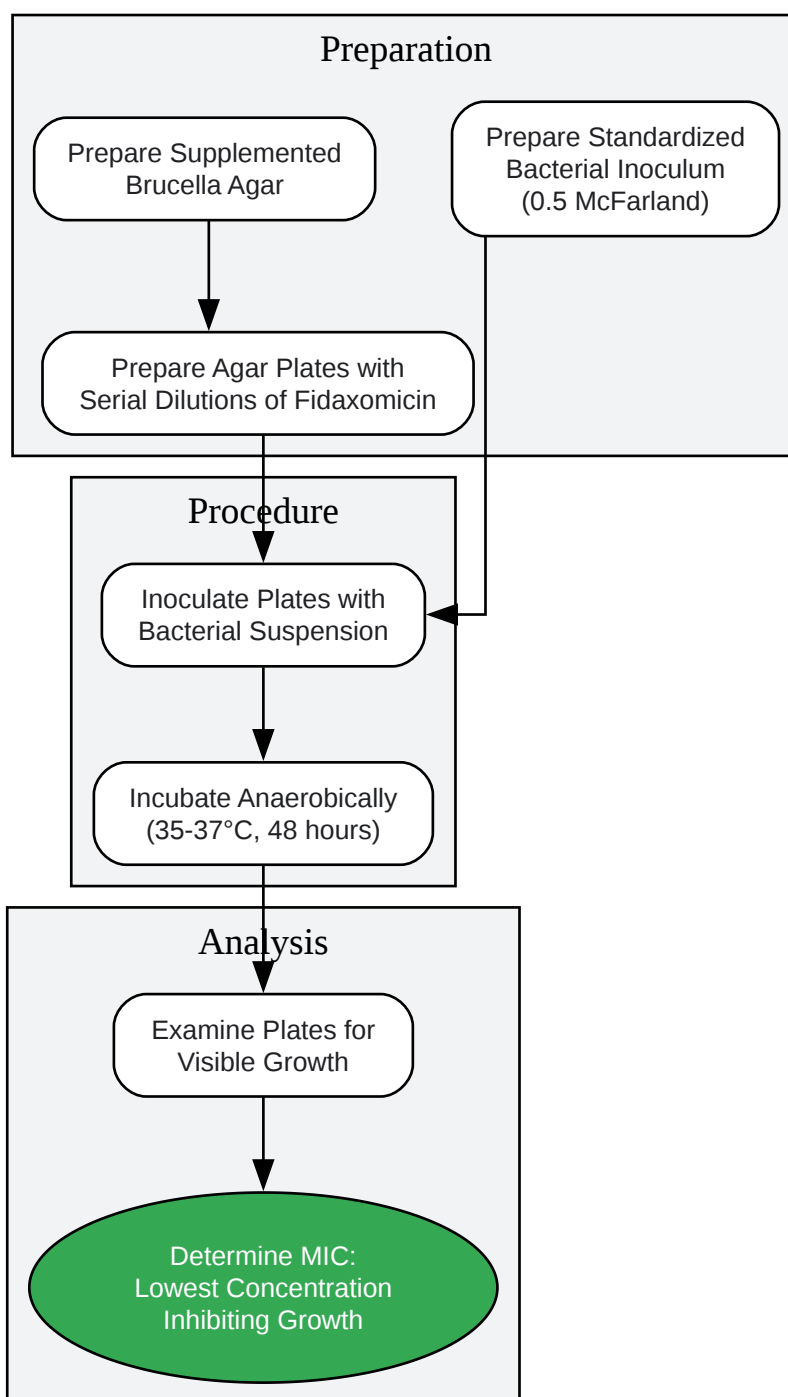 Preparation
Prepare Supplemented
Brucella Agar
Prepare Standardized
Bacterial Inoculum
(0.5 McFarland)
Prepare Agar Plates with
Serial Dilutions of Fidaxomicin
Procedure
Inoculate Plates with
Bacterial Suspension
Incubate Anaerobically
(35-37°C, 48 hours)
Analysis
Examine Plates for
Visible Growth
Determine MIC:
Lowest Concentration
Inhibiting Growth